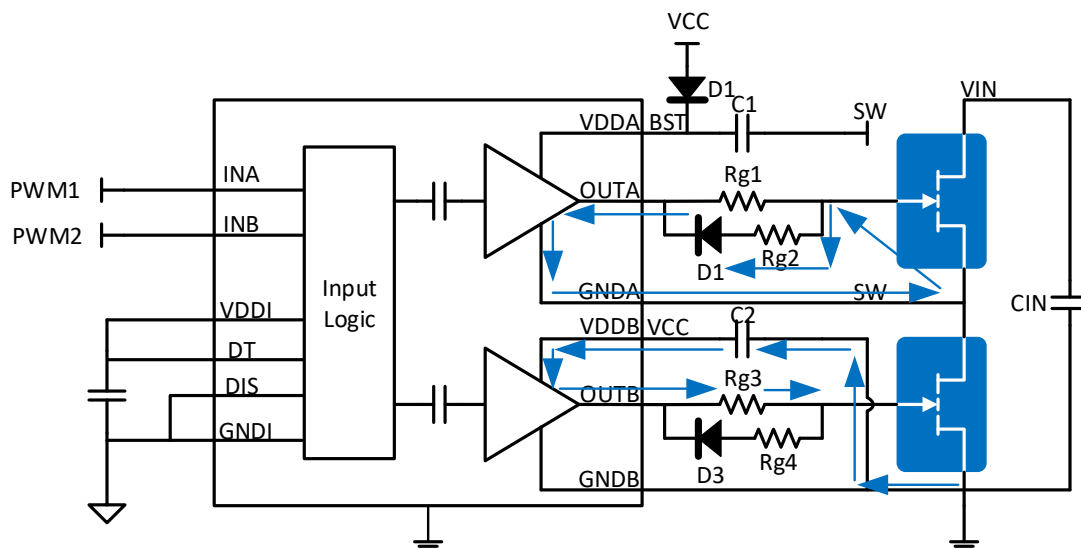 VCC
D1
C1
SW
VIN
VDDA BST
INA
Rg1
OUTA
PWM1
INB
PWM2
D1
Rg2
Input
Logic
GNDA
SW
CIN
VDDI
VDDB VCC
C2
DT
Rg3
DIS
OUTB
GNDI
D3
Rg4
GNDB